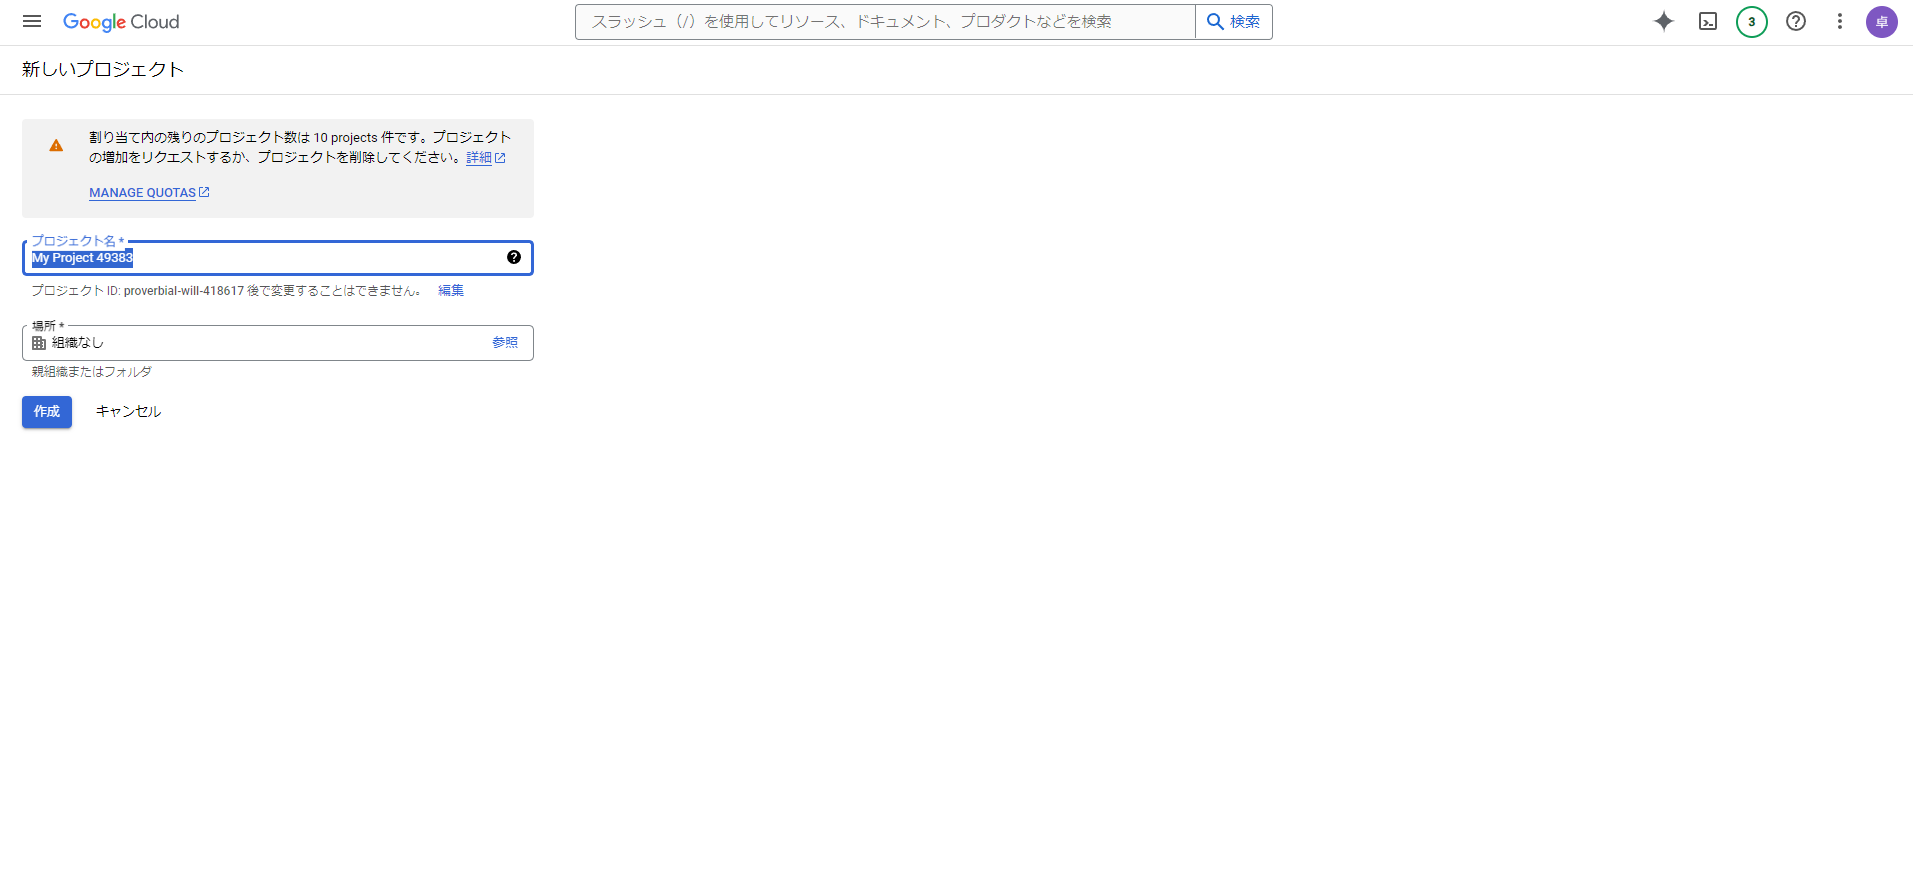 Google Cloud
スラッシュ（/）を使用してリソース、ドキュメント、プロダクトなどを検索
検索
3
卓
新しいプロジェクト
割り当て内の残りのプロジェクト数は 10 projects 件です。プロジェクト
の増加をリクエストするか、プロジェクトを削除してください。詳細
MANAGE QUOTAS
プロジェクト名 *
My Project 49383
プロジェクト ID: proverbial-will-418617 後で変更することはできません。 編集
場所 *
組織なし
参照
親組織またはフォルダ
作成
キャンセル